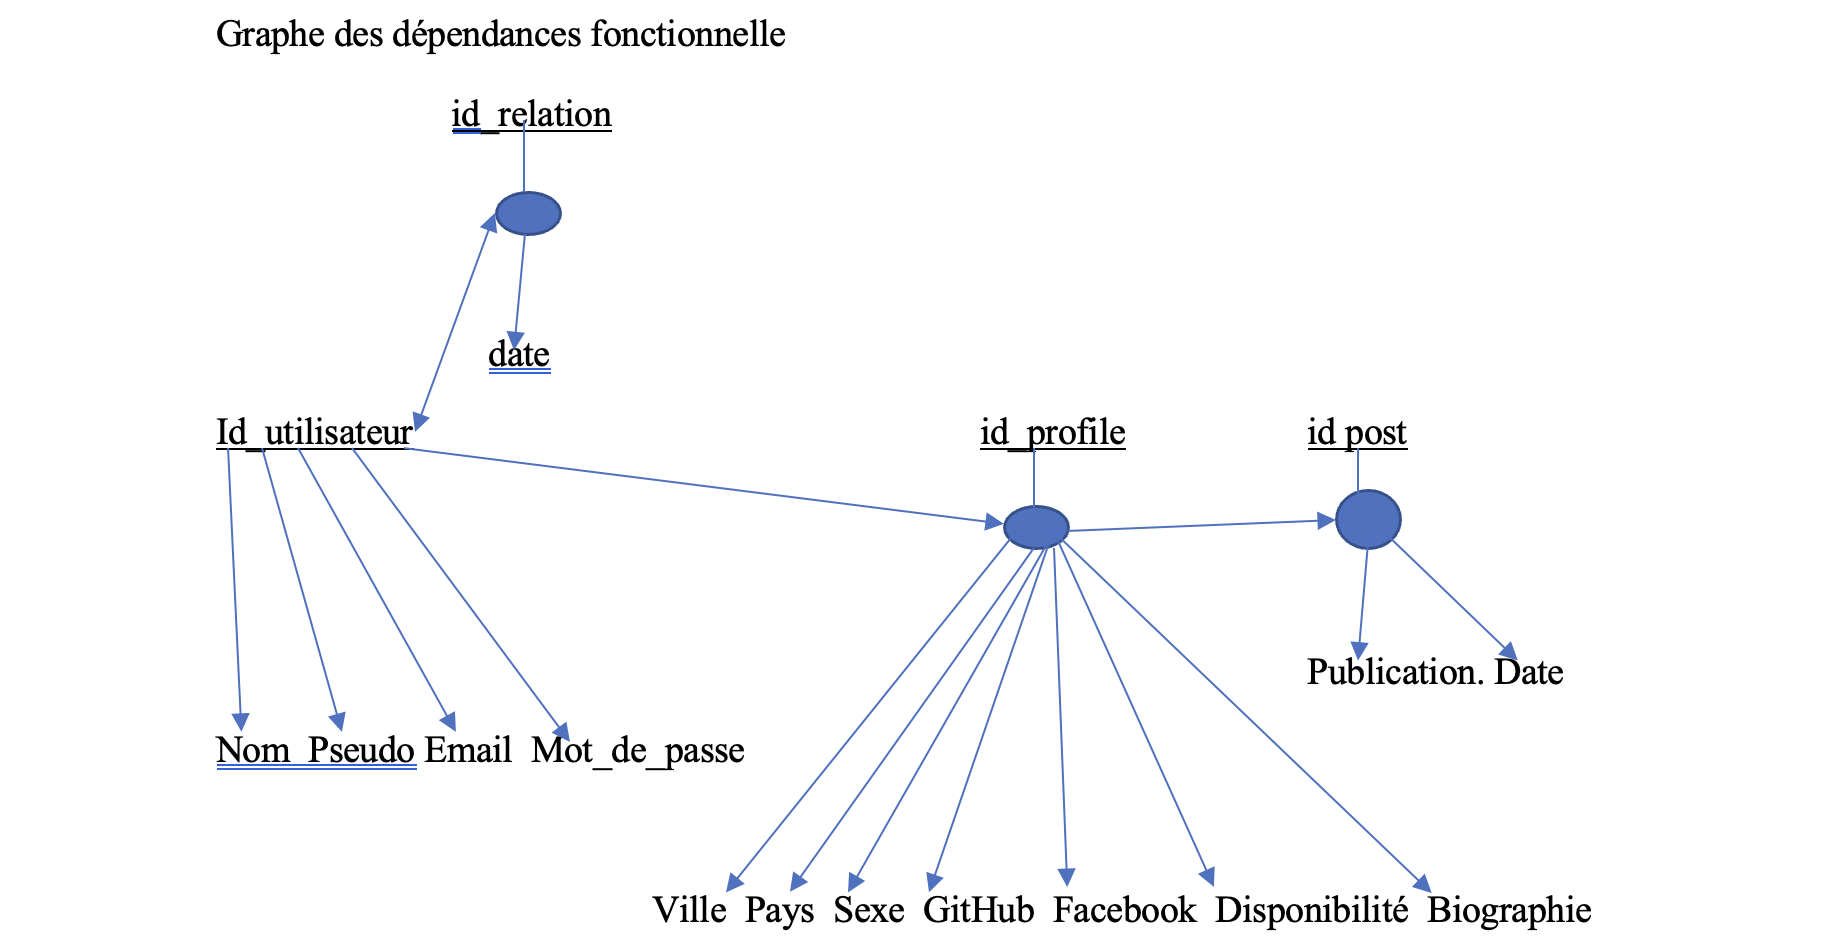 Graphe des dépendances fonctionnelle
id_relation
date
Id_utilisateur id_profile id post
Publication. Date
Nom Pseudo Email Mot_de_passe
Ville Pays Sexe GitHub Facebook Disponibilité Biographie